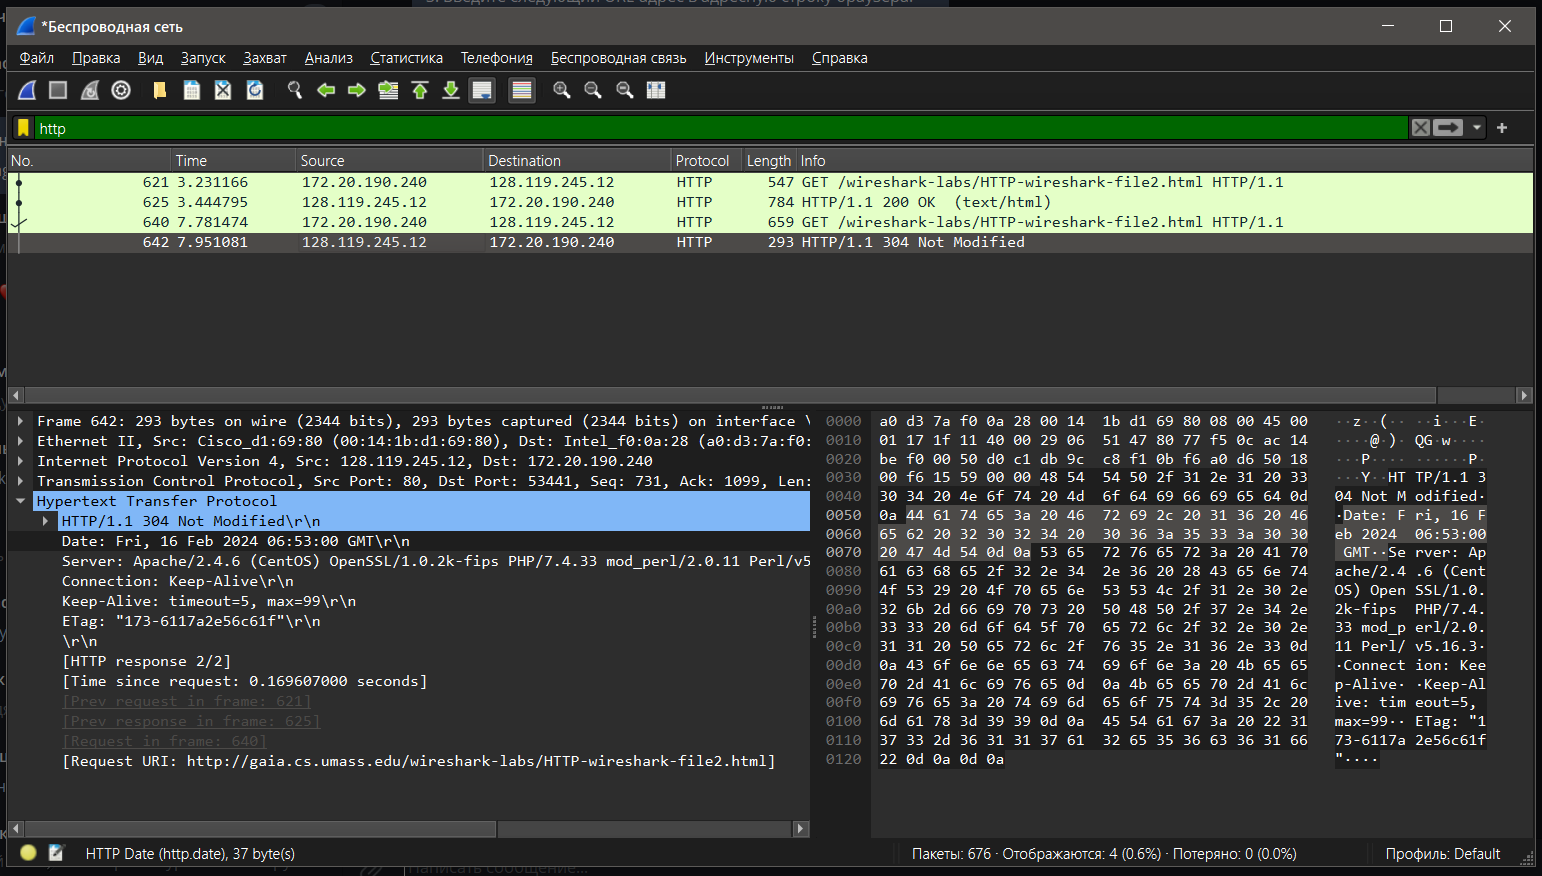 3. Введите следующий URL-адрес в адресную строку браузера:
*Беспроводная сеть
Файл Правка Вид Запуск Захват Анализ Статистика Телефония Беспроводная связь Инструменты Справка
http
No. Time Source Destination Protocol Length Info
621 3.231166 172.20.190.240 128.119.245.12 HTTP 547 GET /wireshark-labs/HTTP-wireshark-file2.html HTTP/1.1
625 3.444795 128.119.245.12 172.20.190.240 HTTP 784 HTTP/1.1 200 OK (text/html)
640 7.781474 172.20.190.240 128.119.245.12 HTTP 659 GET /wireshark-labs/HTTP-wireshark-file2.html HTTP/1.1
642 7.951081 128.119.245.12 172.20.190.240 HTTP 293 HTTP/1.1 304 Not Modified
Frame 642: 293 bytes on wire (2344 bits), 293 bytes captured (2344 bits) on interface \
Ethernet II, Src: Cisco_d1:69:80 (00:14:1b:d1:69:80), Dst: Intel_f0:0a:28 (a0:d3:7a:f0:
Internet Protocol Version 4, Src: 128.119.245.12, Dst: 172.20.190.240
Transmission Control Protocol, Src Port: 80, Dst Port: 53441, Seq: 731, Ack: 1099, Len:
Hypertext Transfer Protocol
HTTP/1.1 304 Not Modified\r\n
Date: Fri, 16 Feb 2024 06:53:00 GMT\r\n
Server: Apache/2.4.6 (CentOS) OpenSSL/1.0.2k-fips PHP/7.4.33 mod_perl/2.0.11 Perl/v5
Connection: Keep-Alive\r\n
Keep-Alive: timeout=5, max=99\r\n
ETag: "173-6117a2e56c61f"\r\n
\r\n
[HTTP response 2/2]
[Time since request: 0.169607000 seconds]
[Prev request in frame: 621]
[Prev response in frame: 625]
[Request in frame: 640]
[Request URI: http://gaia.cs.umass.edu/wireshark-labs/HTTP-wireshark-file2.html]
0000 a0 d3 7a f0 0a 28 00 14 1b d1 69 80 08 00 45 00 ··z··(·· ··i···E·
0010 01 17 1f 11 40 00 29 06 51 47 80 77 f5 0c ac 14 ····@·)· QG·w····
0020 be f0 00 50 d0 c1 db 9c c8 f1 0b f6 a0 d6 50 18 ···P···· ······P·
0030 00 f6 15 59 00 00 48 54 54 50 2f 31 2e 31 20 33 ···Y··HT TP/1.1 3
0040 30 34 20 4e 6f 74 20 4d 6f 64 69 66 69 65 64 0d 04 Not M odified·
0050 0a 44 61 74 65 3a 20 46 72 69 2c 20 31 36 20 46 ·Date: F ri, 16 F
0060 65 62 20 32 30 32 34 20 30 36 3a 35 33 3a 30 30 eb 2024 06:53:00
0070 20 47 4d 54 0d 0a 53 65 72 76 65 72 3a 20 41 70 GMT··Se rver: Ap
0080 61 63 68 65 2f 32 2e 34 2e 36 20 28 43 65 6e 74 ache/2.4 .6 (Cent
0090 4f 53 29 20 4f 70 65 6e 53 53 4c 2f 31 2e 30 2e OS) Open SSL/1.0.
00a0 32 6b 2d 66 69 70 73 20 50 48 50 2f 37 2e 34 2e 2k-fips PHP/7.4.
00b0 33 33 20 6d 6f 64 5f 70 65 72 6c 2f 32 2e 30 2e 33 mod_p erl/2.0.
00c0 31 31 20 50 65 72 6c 2f 76 35 2e 31 36 2e 33 0d 11 Perl/ v5.16.3·
00d0 0a 43 6f 6e 6e 65 63 74 69 6f 6e 3a 20 4b 65 65 ·Connect ion: Kee
00e0 70 2d 41 6c 69 76 65 0d 0a 4b 65 65 70 2d 41 6c p-Alive· ·Keep-Al
00f0 69 76 65 3a 20 74 69 6d 65 6f 75 74 3d 35 2c 20 ive: tim eout=5,
0100 6d 61 78 3d 39 39 0d 0a 45 54 61 67 3a 20 22 31 max=99·· ETag: "1
0110 37 33 2d 36 31 31 37 61 32 65 35 36 63 36 31 66 73-6117a 2e56c61f
0120 22 0d 0a 0d 0a "····
HTTP Date (http.date), 37 byte(s) Пакеты: 676 · Отображаются: 4 (0.6%) · Потеряно: 0 (0.0%) Профиль: Default
Написать сообщение...